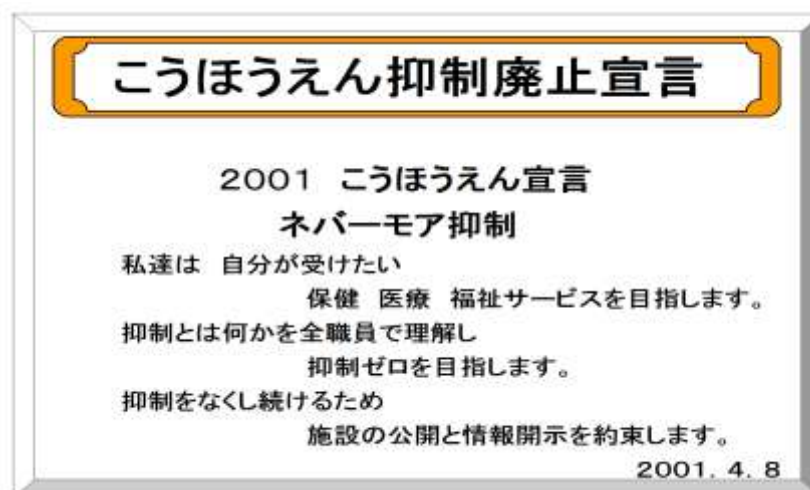 こうほうえん抑制廃止宣言
2001　こうほうえん宣言
ネバーモア抑制
私達は　自分が受けたい
保健　医療　福祉サービスを目指します。
抑制とは何かを全職員で理解し
抑制ゼロを目指します。
抑制をなくし続けるため
施設の公開と情報開示を約束します。
2001．4．8